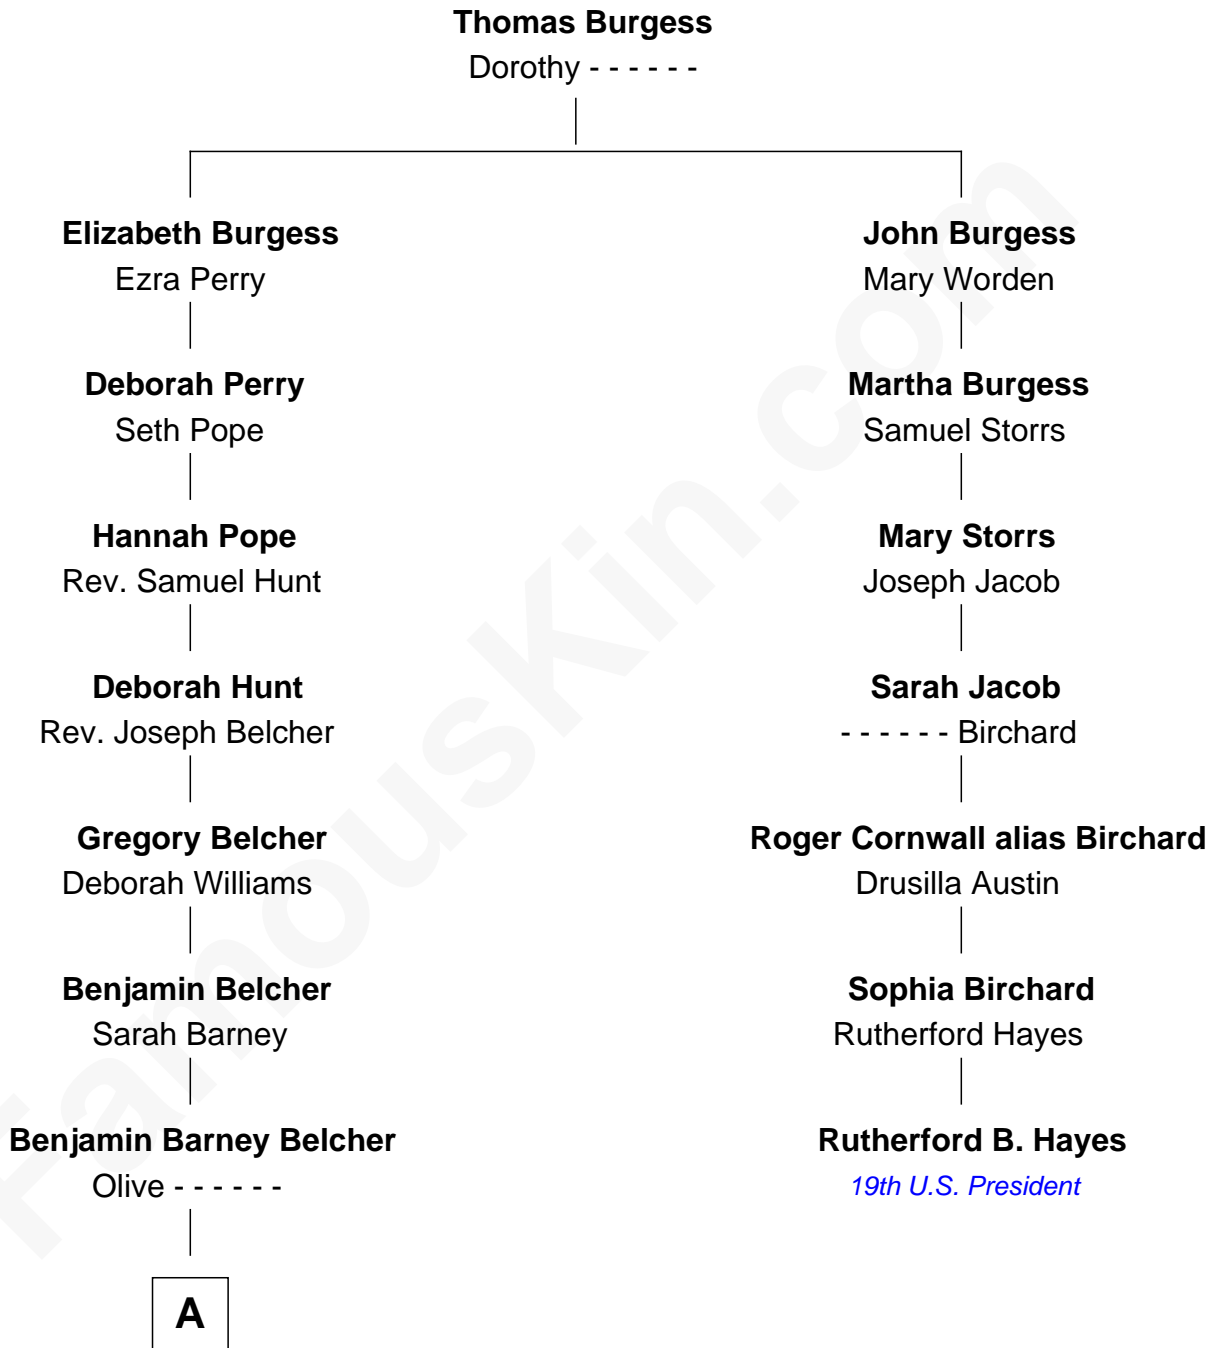 Thomas Burgess
Dorothy - - - - - -
Elizabeth Burgess
Ezra Perry
John Burgess
Mary Worden
Deborah Perry
Seth Pope
Martha Burgess
Samuel Storrs
Hannah Pope
Rev. Samuel Hunt
Mary Storrs
Joseph Jacob
Deborah Hunt
Rev. Joseph Belcher
Sarah Jacob
- - - - - - Birchard
Gregory Belcher
Deborah Williams
Roger Cornwall alias Birchard
Drusilla Austin
Benjamin Belcher
Sarah Barney
Sophia Birchard
Rutherford Hayes
Benjamin Barney Belcher
Olive - - - - - -
Rutherford B. Hayes
19th U.S. President
A
FamousKin.com